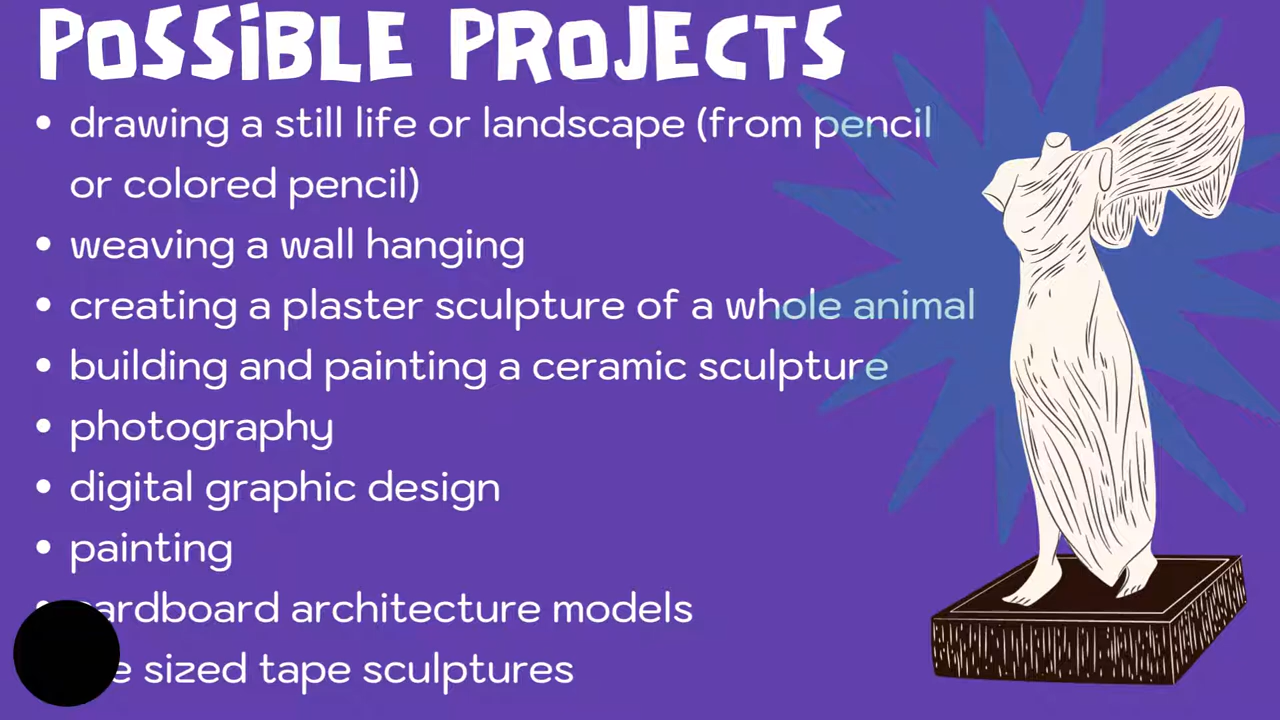 POSSIBLE PROJECTS
• drawing a still life or landscape (from pencil
or colored pencil)
• weaving a wall hanging
• creating a plaster sculpture of a whole animal
• building and painting a ceramic sculpture
• photography
• digital graphic design
• painting
• architecture models
sized tape sculptures